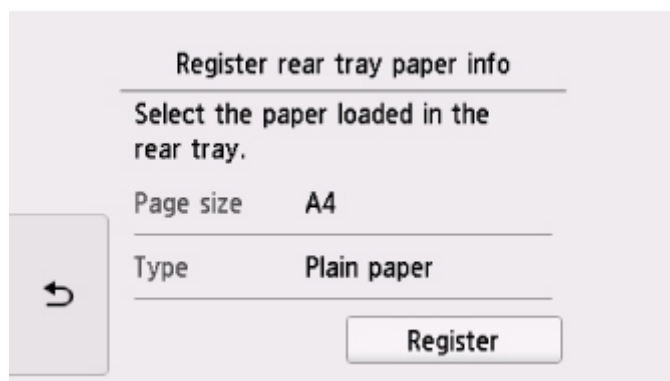 Register rear tray paper info
Select the paper loaded in the
rear tray.
Page size A4
Type Plain paper
Register